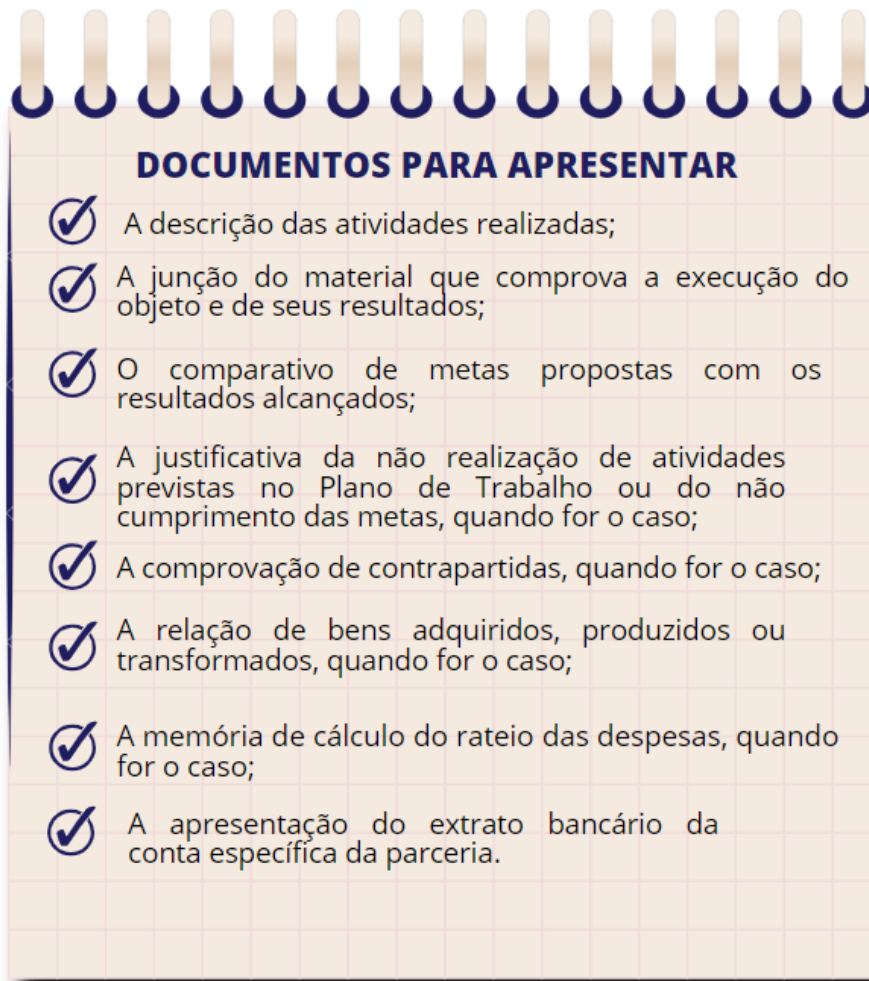 DOCUMENTOS PARA APRESENTAR
A descrição das atividades realizadas;
A junção do material que comprova a execução do
objeto e de seus resultados;
O comparativo de metas propostas com os
resultados alcançados;
A justificativa da não realização de atividades
previstas no Plano de Trabalho ou do não
cumprimento das metas, quando for o caso;
A comprovação de contrapartidas, quando for o caso;
A relação de bens adquiridos, produzidos ou
transformados, quando for o caso;
A memória de cálculo do rateio das despesas, quando
for o caso;
A apresentação do extrato bancário da
conta específica da parceria.